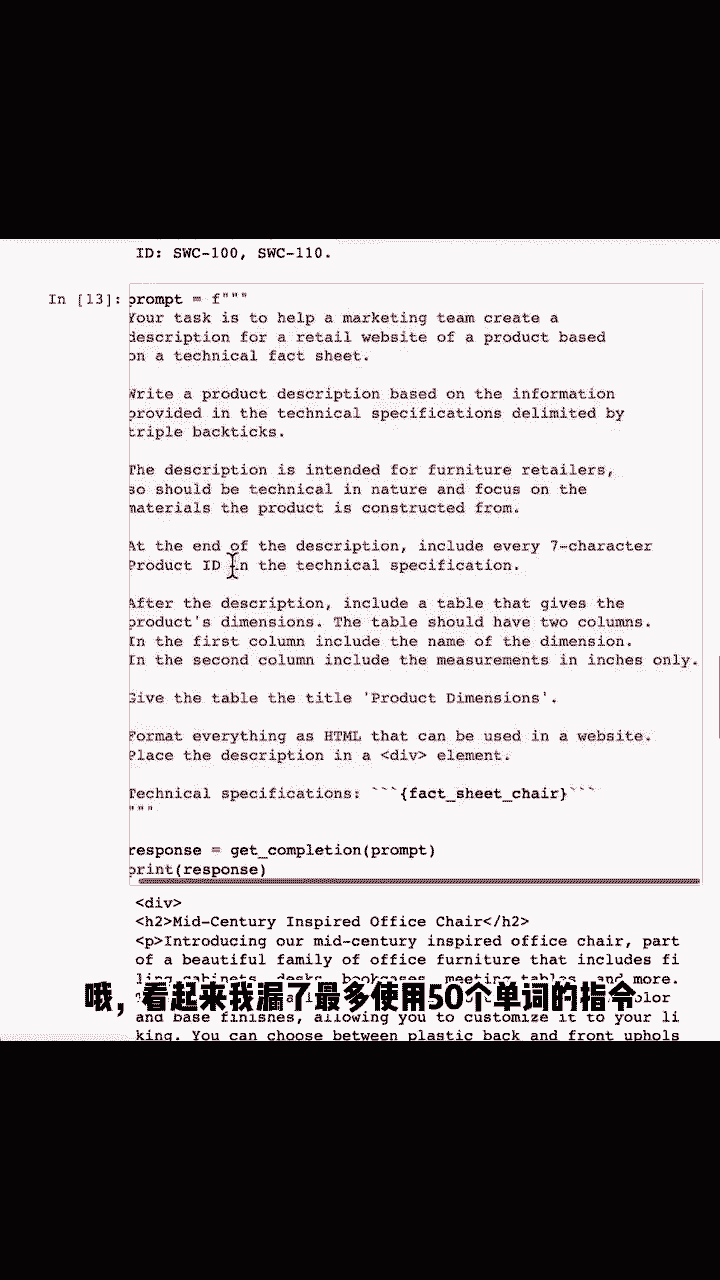 ID: SWC-100, SWC-110.
In [13]:
prompt = f"""
Your task is to help a marketing team create a
description for a retail website of a product based
on a technical fact sheet.
Write a product description based on the information
provided in the technical specifications delimited by
triple backticks.
The description is intended for furniture retailers,
so should be technical in nature and focus on the
materials the product is constructed from.
At the end of the description, include every 7-character
Product ID in the technical specification.
After the description, include a table that gives the
product's dimensions. The table should have two columns.
In the first column include the name of the dimension.
In the second column include the measurements in inches only.
Give the table the title 'Product Dimensions'.
Format everything as HTML that can be used in a website.
Place the description in a <div> element.
Technical specifications: ```{fact_sheet_chair}```
"""
response = get_completion(prompt)
print(response)
<div>
<h2>Mid-Century Inspired Office Chair</h2>
<p>Introducing our mid-century inspired office chair, part
of a beautiful family of office furniture that includes fi
ling cabinets, desks, bookcases, meeting tables, and more.
哦，看起来我漏了最多使用50个单词的指令
and base finishes, allowing you to customize it to your li
king. You can choose between plastic back and front uphols